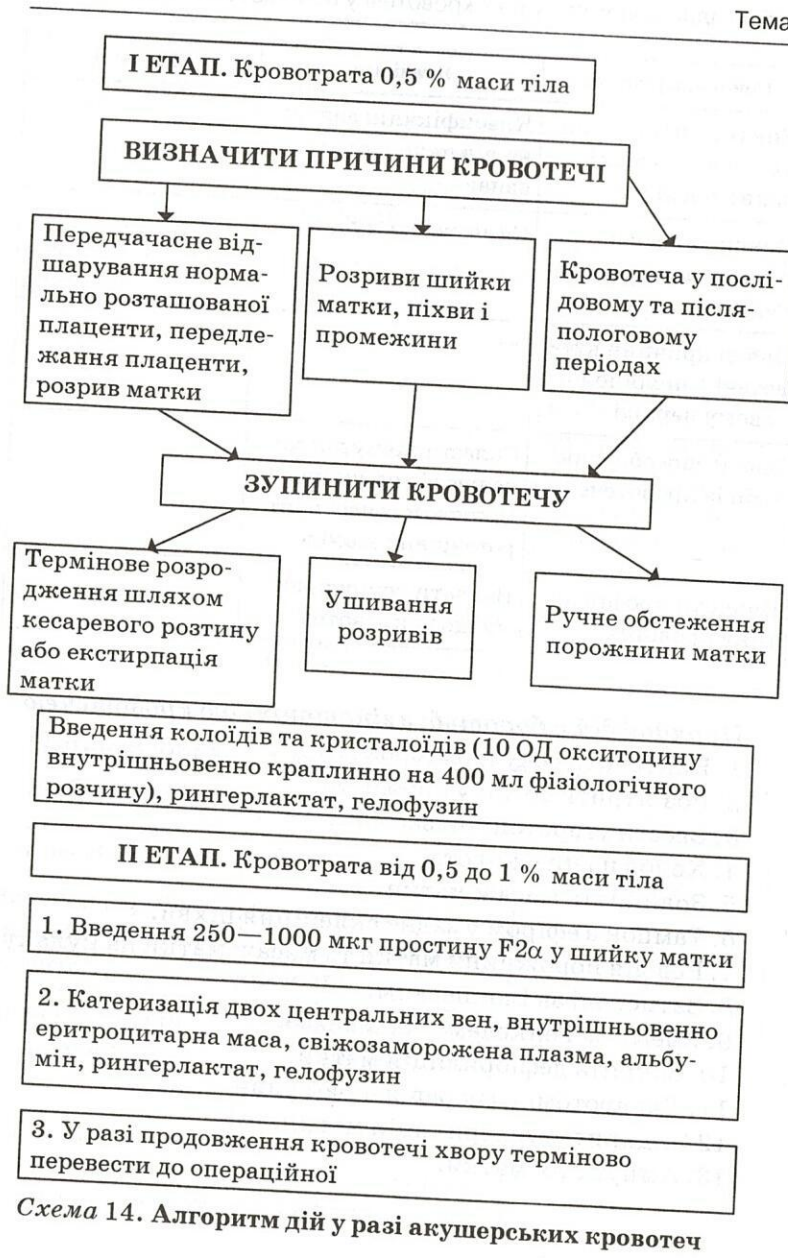 Тема
І ЕТАП. Кровотрата 0,5 % маси тіла
ВИЗНАЧИТИ ПРИЧИНИ КРОВОТЕЧІ
Передчачасне від-
шарування норма-
льно розташованої
плаценти, передле-
жання плаценти,
розрив матки
Розриви шийки
матки, піхви і
промежини
Кровотеча у послі-
довому та після-
пологовому
періодах
ЗУПИНИТИ КРОВОТЕЧУ
Термінове розро-
дження шляхом
кесаревого розтину
або екстирпація
матки
Ушивання
розривів
Ручне обстеження
порожнини матки
Введення колоїдів та кристалоїдів (10 ОД окситоцину
внутрішньовенно краплинно на 400 мл фізіологічного
розчину), рингерлактат, гелофузин
ІІ ЕТАП. Кровотрата від 0,5 до 1 % маси тіла
1. Введення 250—1000 мкг простину F2α у шийку матки
2. Катеризація двох центральних вен, внутрішньовенно
еритроцитарна маса, свіжозаморожена плазма, альбу-
мін, рингерлактат, гелофузин
3. У разі продовження кровотечі хвору терміново
перевести до операційної
Схема 14. Алгоритм дій у разі акушерських кровотеч